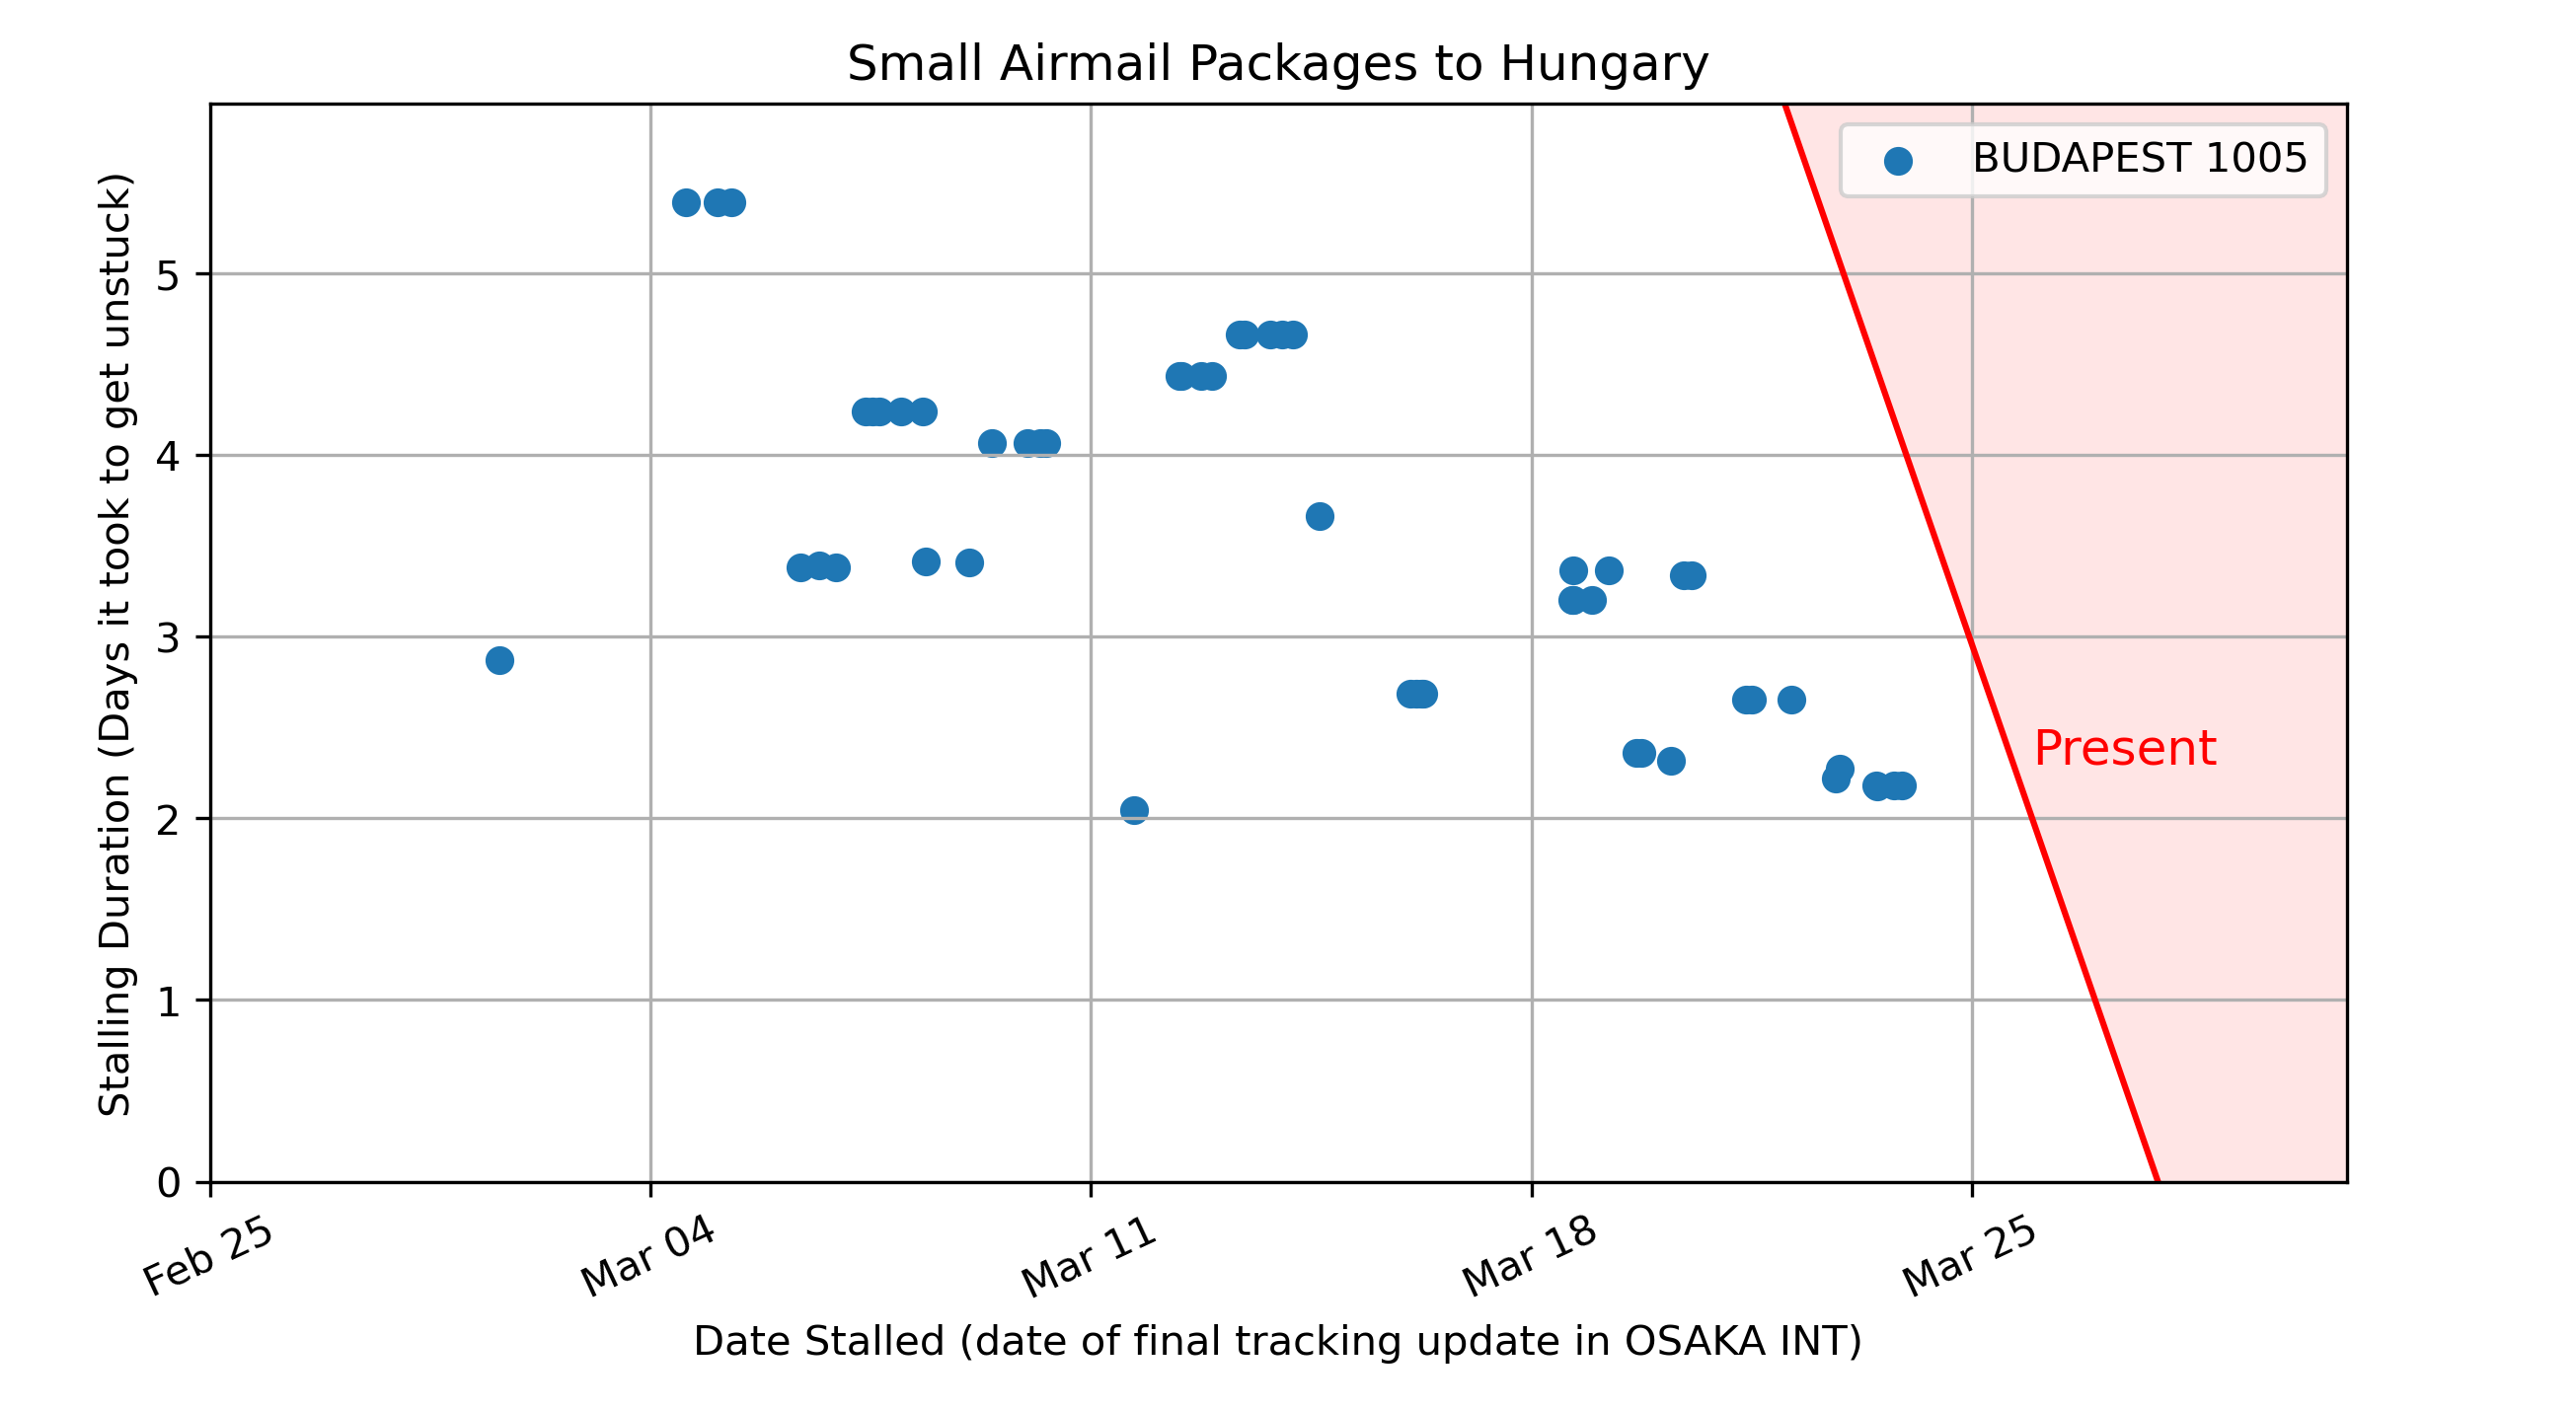 Small Airmail Packages to Hungary
BUDAPEST 1005
Stalling Duration (Days it took to get unstuck)
5
4
3
2
1
0
Present
Feb 25
Mar 04
Mar 11
Mar 18
Mar 25
Date Stalled (date of final tracking update in OSAKA INT)